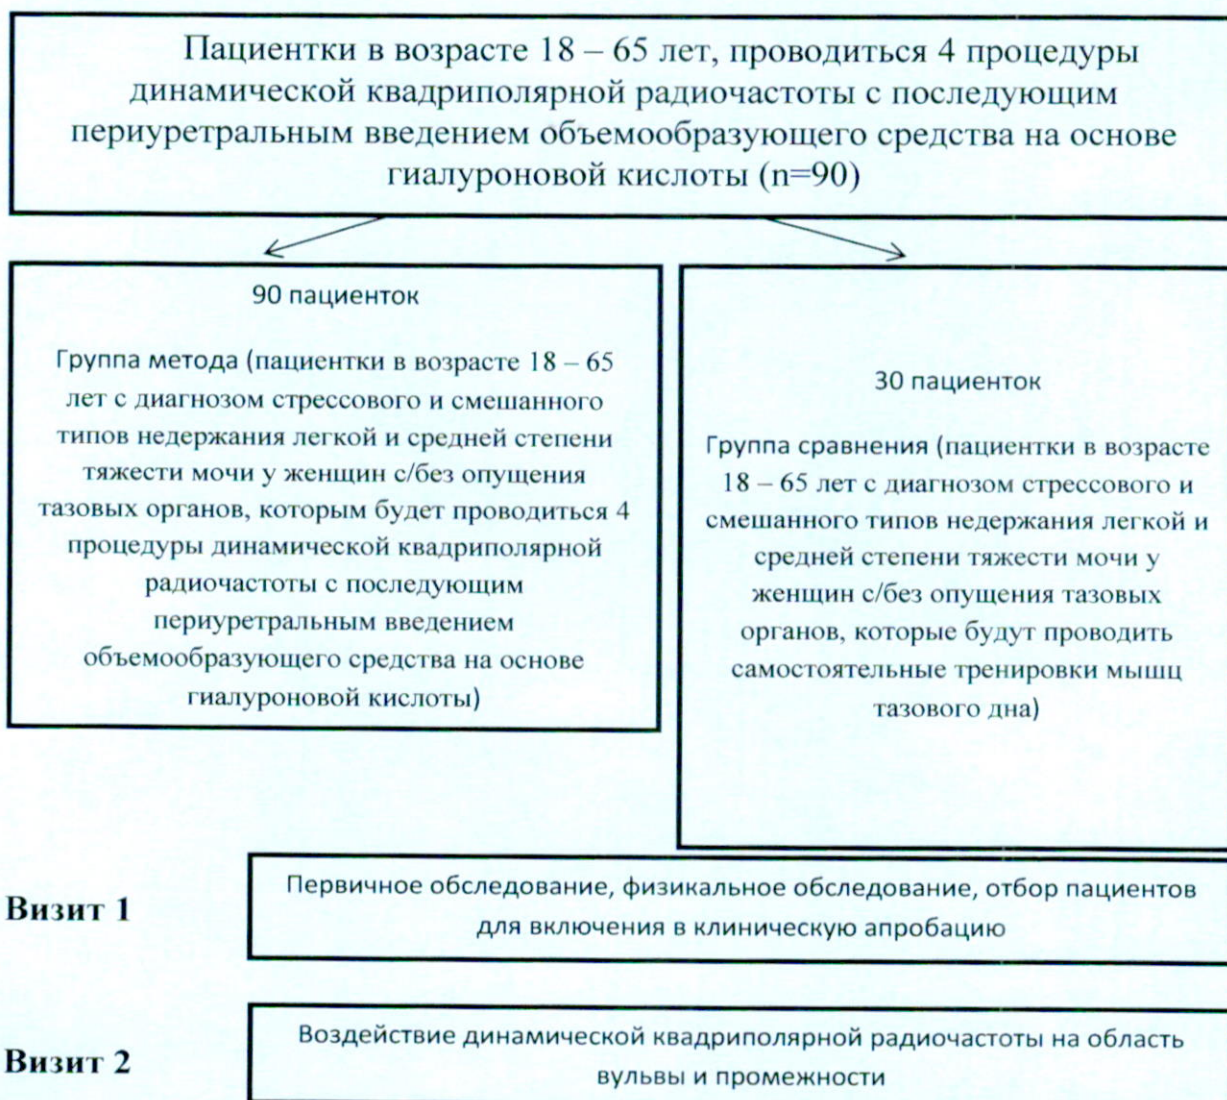 Пациентки в возрасте 18 – 65 лет, проводиться 4 процедуры
динамической квадриполярной радиочастоты с последующим
периуретральным введением объемообразующего средства на основе
гиалуроновой кислоты (n=90)
90 пациенток
Группа метода (пациентки в возрасте 18 – 65
лет с диагнозом стрессового и смешанного
типов недержания легкой и средней степени
тяжести мочи у женщин с/без опущения
тазовых органов, которым будет проводиться 4
процедуры динамической квадриполярной
радиочастоты с последующим
периуретральным введением
объемообразующего средства на основе
гиалуроновой кислоты)
30 пациенток
Группа сравнения (пациентки в возрасте
18 – 65 лет с диагнозом стрессового и
смешанного типов недержания легкой и
средней степени тяжести мочи у
женщин с/без опущения тазовых
органов, которые будут проводить
самостоятельные тренировки мышц
тазового дна)
Визит 1
Первичное обследование, физикальное обследование, отбор пациентов
для включения в клиническую апробацию
Визит 2
Воздействие динамической квадриполярной радиочастоты на область
вульвы и промежности